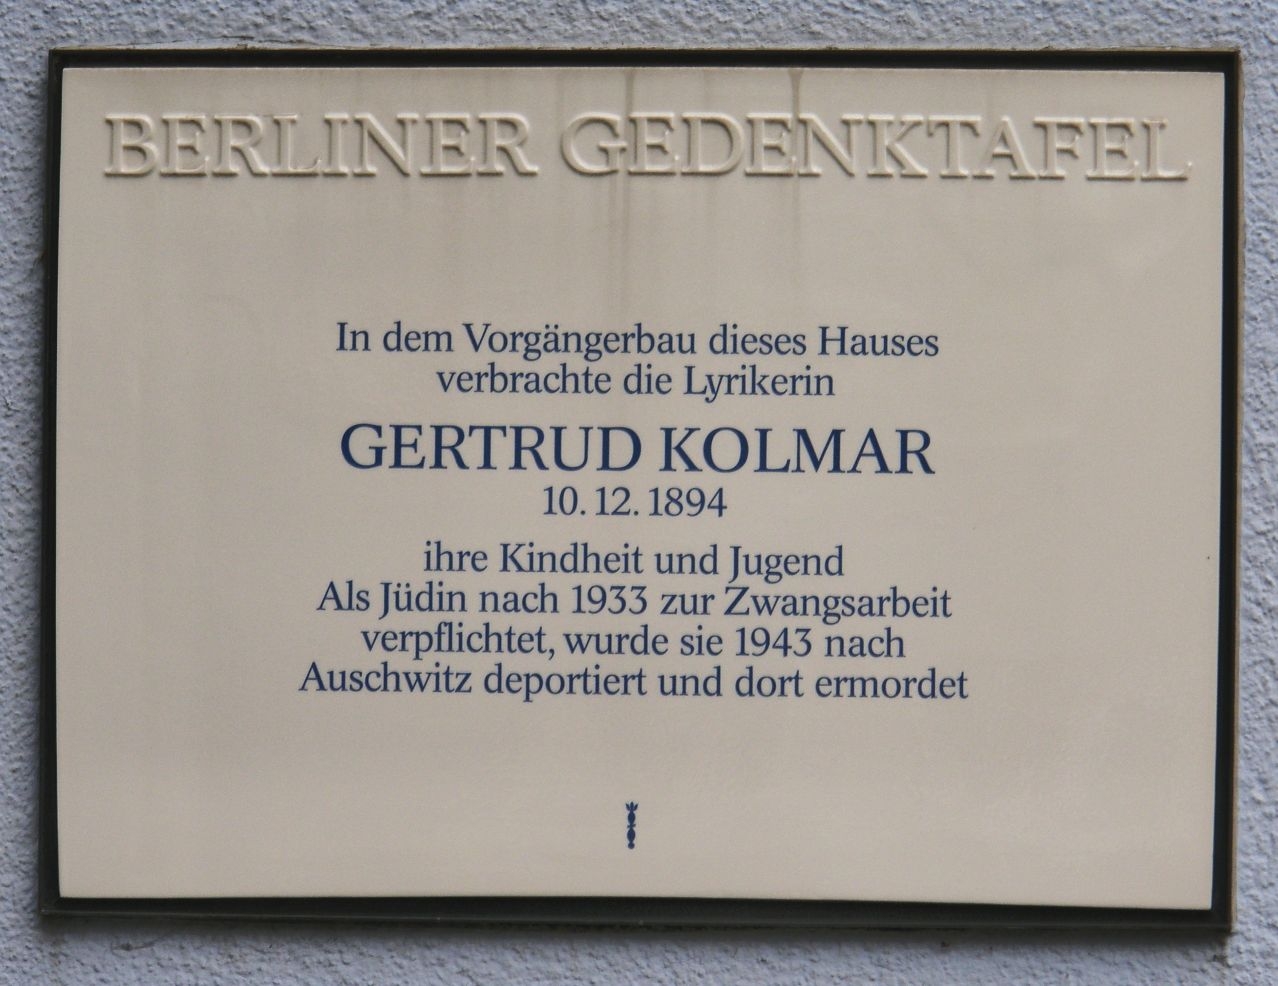 BERLINER GEDENKTAFEL
In dem Vorgängerbau dieses Hauses
verbrachte die Lyrikerin
GERTRUD KOLMAR
10. 12. 1894
ihre Kindheit und Jugend
Als Jüdin nach 1933 zur Zwangsarbeit
verpflichtet, wurde sie 1943 nach
Auschwitz deportiert und dort ermordet